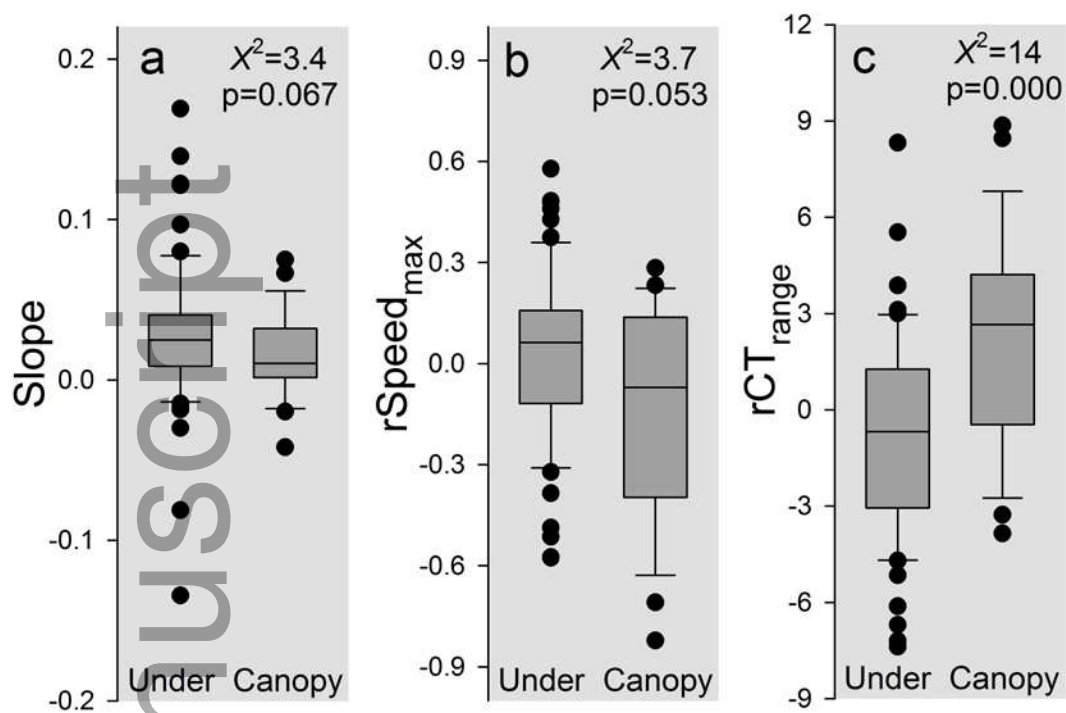 a
X²=3.4
p=0.067
Slope
0.2
0.1
0.0
-0.1
-0.2
Under Canopy
b
X²=3.7
p=0.053
rSpeedmax
0.9
0.6
0.3
0.0
-0.3
-0.6
-0.9
Under Canopy
c
X²=14
p=0.000
rCTrange
12
9
6
3
0
-3
-6
-9
Under Canopy
nuscript